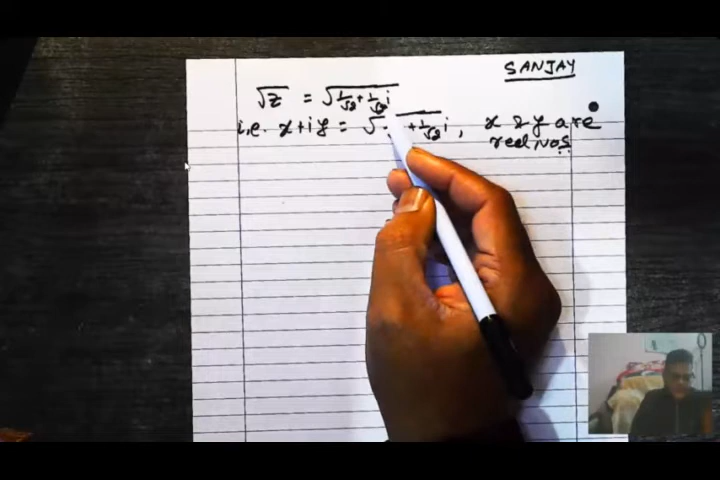 SANJAY
√z = √(1/√2 + 1/√2 i)
i.e. x+iy = √ + 1/√2 i, x & y are
real Nos.